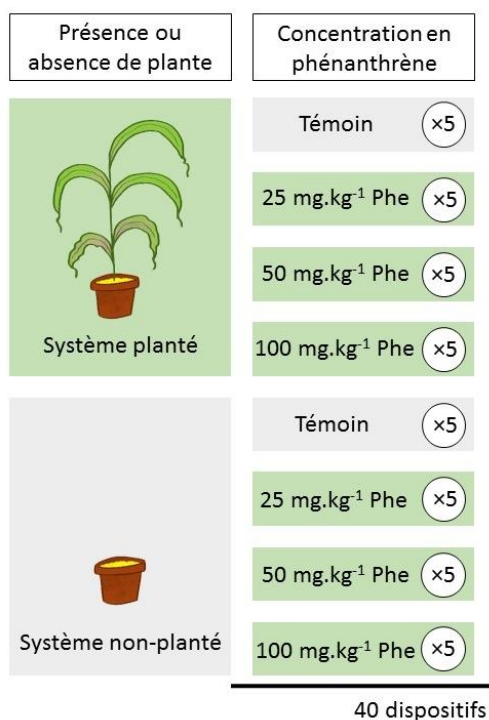 Présence ou
absence de plante
Concentration en
phénanthrène
Système planté
Témoin ×5
25 mg.kg⁻¹ Phe ×5
50 mg.kg⁻¹ Phe ×5
100 mg.kg⁻¹ Phe ×5
Système non-planté
Témoin ×5
25 mg.kg⁻¹ Phe ×5
50 mg.kg⁻¹ Phe ×5
100 mg.kg⁻¹ Phe ×5
40 dispositifs